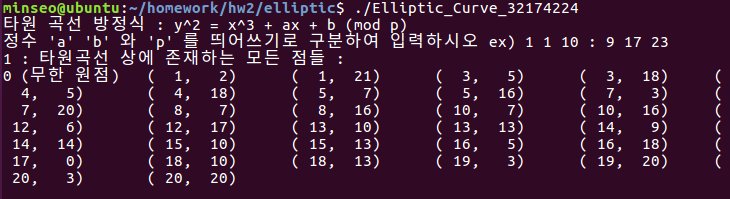 minseo@ubuntu:~/homework/hw2/elliptic$ ./Elliptic_Curve_32174224
타원 곡선 방정식 : y^2 = x^3 + ax + b (mod p)
정수 'a' 'b' 와 'p' 를 띄어쓰기로 구분하여 입력하시오 ex) 1 1 10 : 9 17 23
1 : 타원곡선 상에 존재하는 모든 점들 :
0 (무한 원점)   ( 1,  2)        ( 1, 21)        ( 3,  5)        ( 3, 18)        (
 4,  5)        ( 4, 18)        ( 5,  7)        ( 5, 16)        ( 7,  3)        (
 7, 20)        ( 8,  7)        ( 8, 16)        ( 10,  7)       ( 10, 16)       (
12,  6)        ( 12, 17)       ( 13, 10)       ( 13, 13)       ( 14,  9)       (
14, 14)        ( 15, 10)       ( 15, 13)       ( 16,  5)       ( 16, 18)       (
17,  0)        ( 18, 10)       ( 18, 13)       ( 19,  3)       ( 19, 20)       (
20,  3)        ( 20, 20)